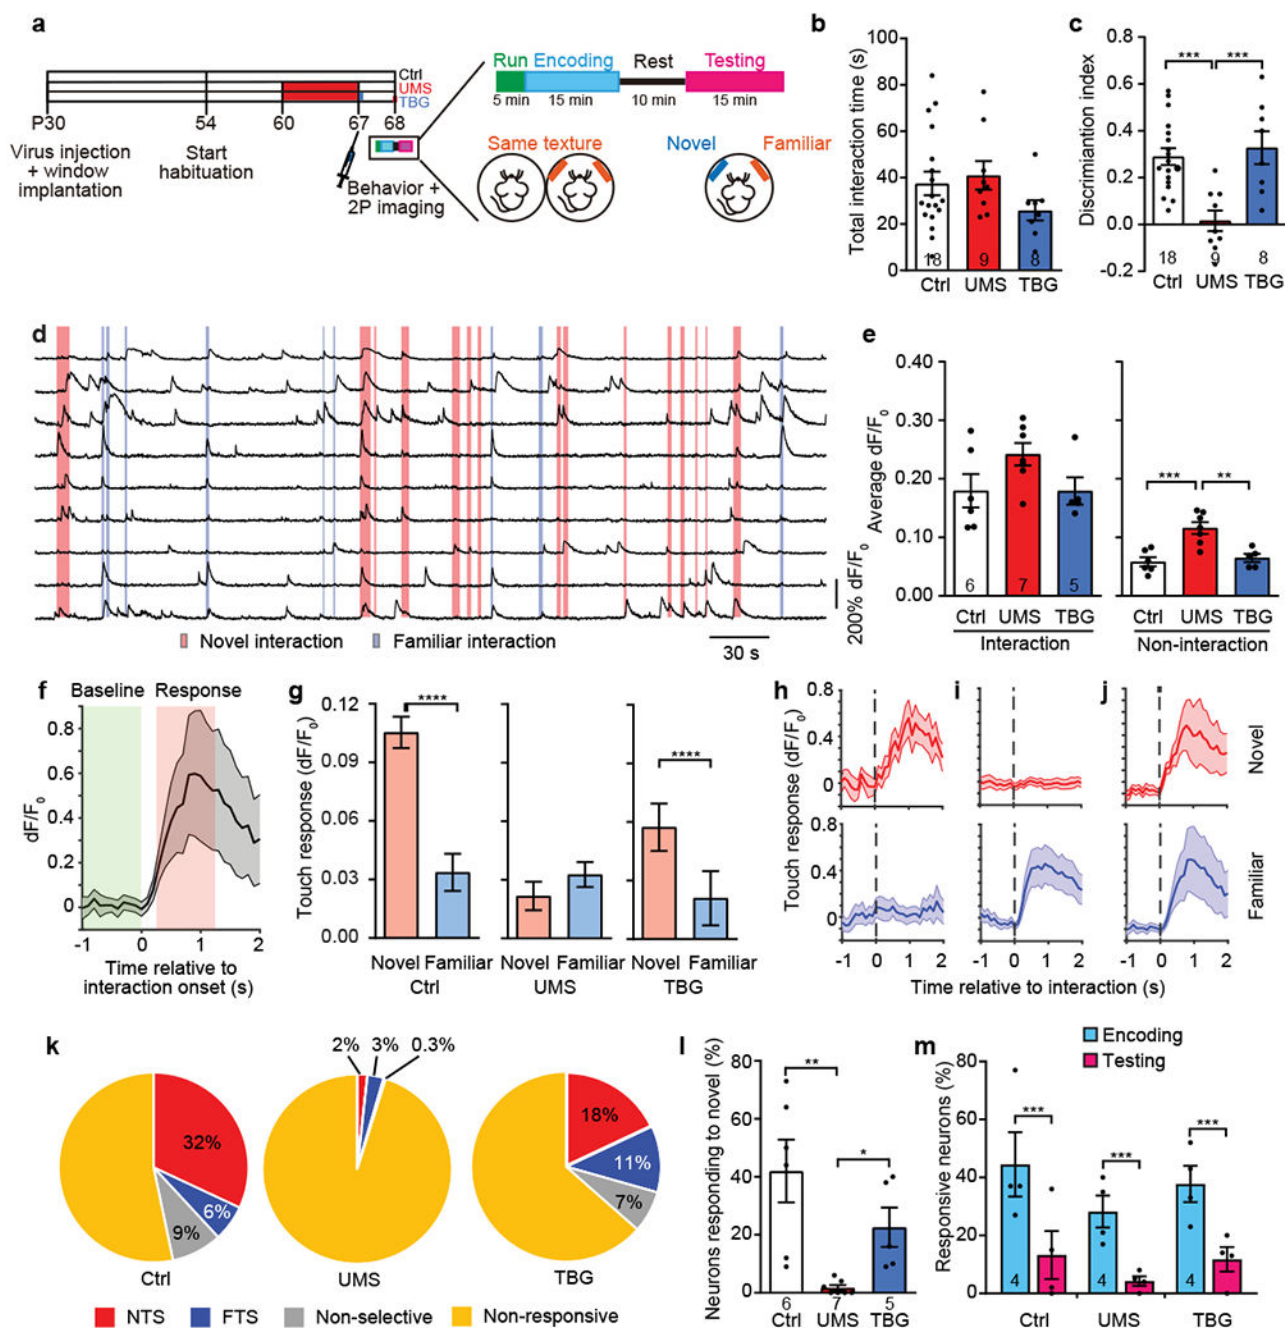 a
Ctrl
UMS
TBG
P30 54 60 67 68
Virus injection
+ window
implantation
Start
habituation
Behavior +
2P imaging
Run Encoding Rest Testing
5 min 15 min 10 min 15 min
Same texture
Novel Familiar
b
Total interaction time (s)
100
80
60
40
20
0
18 9 8
Ctrl UMS TBG
c
Discrimiantion index
0.8
0.6
0.4
0.2
0.0
-0.2
*** ***
18 9 8
Ctrl UMS TBG
d
200% dF/F0
30 s
Novel interaction Familiar interaction
e
Average dF/F0
0.40
0.30
0.20
0.10
0.00
*** **
6 7 5
Ctrl UMS TBG Ctrl UMS TBG
Interaction Non-interaction
f
Baseline Response
dF/F0
0.8
0.6
0.4
0.2
0
-1 0 1 2
Time relative to
interaction onset (s)
g
Touch response (dF/F0)
0.12
0.09
0.06
0.03
0.00
**** ****
Novel Familiar Novel Familiar Novel Familiar
Ctrl UMS TBG
h i j
Touch response (dF/F0)
0.8
0.4
0
Novel
0.8
0.4
0
Familiar
-1 0 1 2 -1 0 1 2 -1 0 1 2
Time relative to interaction (s)
k
2% 3% 0.3%
32%
6%
9%
18%
11%
7%
Ctrl UMS TBG
NTS FTS Non-selective Non-responsive
l
Neurons responding to novel (%)
80
60
40
20
0
**
*
6 7 5
Ctrl UMS TBG
m
Encoding
Testing
Responsive neurons (%)
80
60
40
20
0
*** *** ***
4 4 4
Ctrl UMS TBG